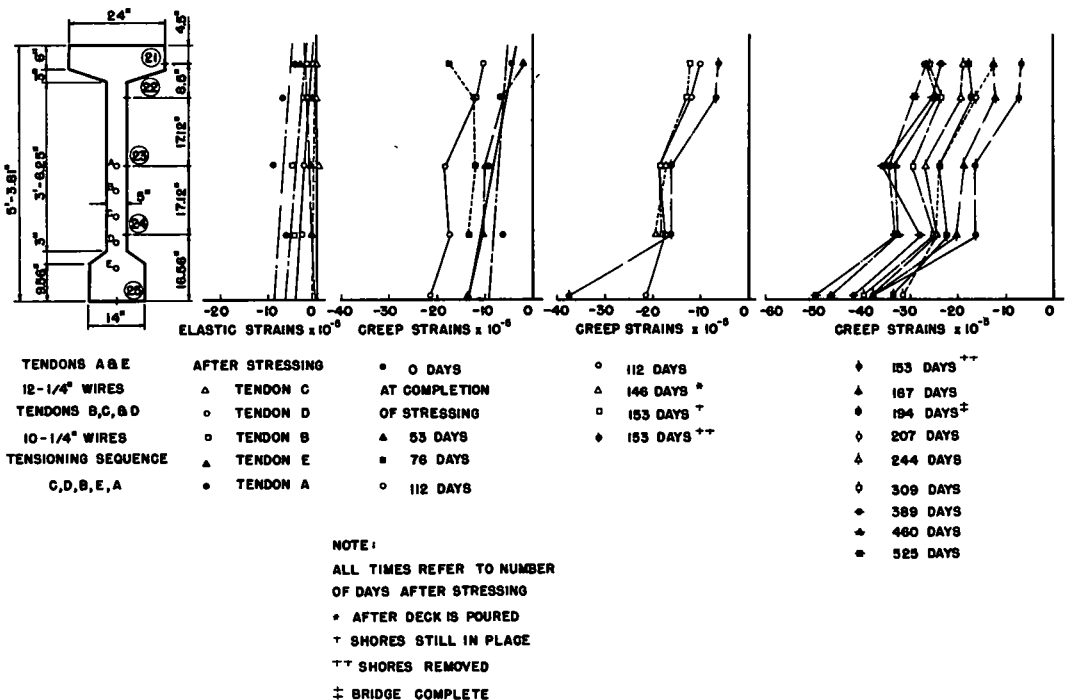 24"
4.5"
6"
3"
8.5"
17.12"
17.12"
16.56"
5'-3.81"
3'-6.25"
3"
9.56"
5"
14"
21
22
23
24
25
A
B
C
D
E
0
-10
-40
-30
-20
-10
0
-40
-30
-20
-10
0
-60
-50
-40
-30
-20
-10
0
ELASTIC STRAINS x 10⁻⁵
CREEP STRAINS x 10⁻⁵
CREEP STRAINS x 10⁻⁵
CREEP STRAINS x 10⁻⁵
TENDONS A & E
12-1/4" WIRES
TENDONS B,C,& D
10-1/4" WIRES
TENSIONING SEQUENCE
C,D,B,E,A
AFTER STRESSING
TENDON C
TENDON D
TENDON B
TENDON E
TENDON A
0 DAYS
AT COMPLETION
OF STRESSING
53 DAYS
76 DAYS
112 DAYS
112 DAYS
146 DAYS *
153 DAYS †
153 DAYS ††
153 DAYS ††
167 DAYS
194 DAYS ‡
207 DAYS
244 DAYS
309 DAYS
389 DAYS
460 DAYS
525 DAYS
NOTE:
ALL TIMES REFER TO NUMBER
OF DAYS AFTER STRESSING
* AFTER DECK IS POURED
† SHORES STILL IN PLACE
†† SHORES REMOVED
‡ BRIDGE COMPLETE